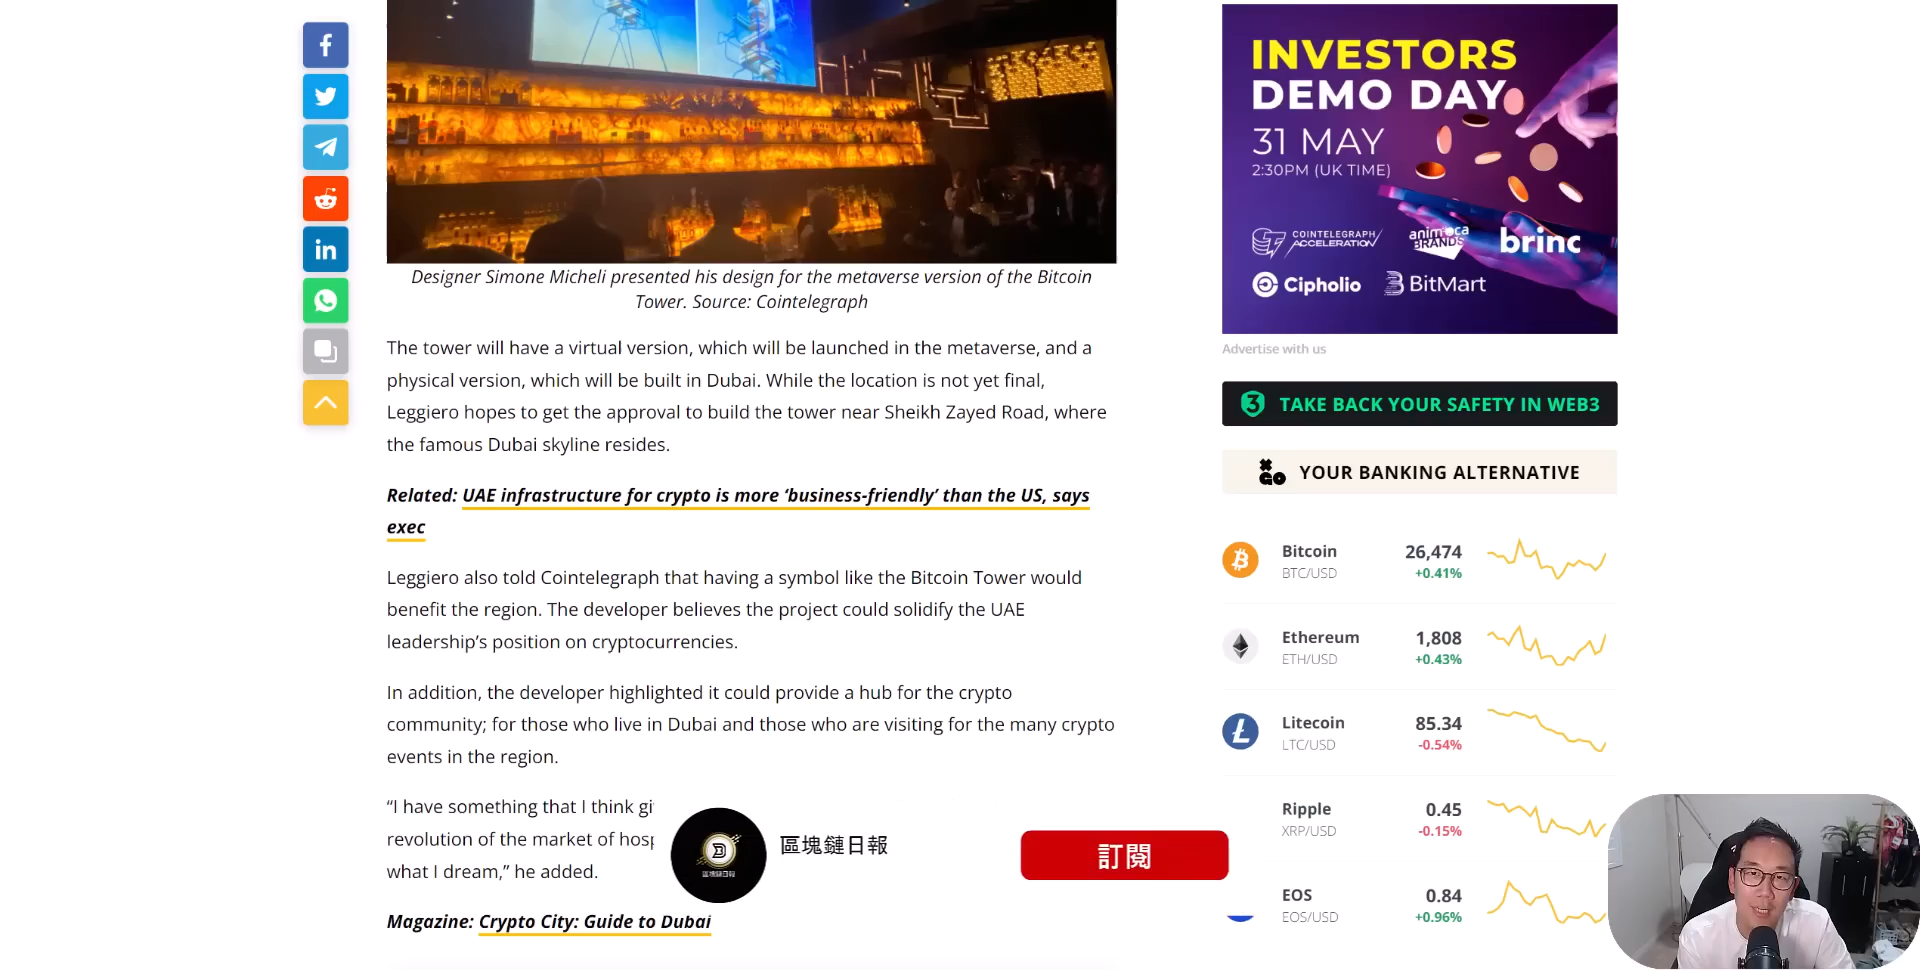 Designer Simone Micheli presented his design for the metaverse version of the Bitcoin
Tower. Source: Cointelegraph
The tower will have a virtual version, which will be launched in the metaverse, and a
physical version, which will be built in Dubai. While the location is not yet final,
Leggiero hopes to get the approval to build the tower near Sheikh Zayed Road, where
the famous Dubai skyline resides.
Related: UAE infrastructure for crypto is more ‘business-friendly’ than the US, says
exec
Leggiero also told Cointelegraph that having a symbol like the Bitcoin Tower would
benefit the region. The developer believes the project could solidify the UAE
leadership’s position on cryptocurrencies.
In addition, the developer highlighted it could provide a hub for the crypto
community; for those who live in Dubai and those who are visiting for the many crypto
events in the region.
“I have something that I think
revolution of the market of
what I dream,” he added.
Magazine: Crypto City: Guide to Dubai
區塊鏈日報
區塊鏈日報
訂閱
INVESTORS
DEMO DAY
31 MAY
2:30PM (UK TIME)
COINTELEGRAPH
ACCELERATION
animoca
BRANDS
brinc
Cipholio
BitMart
Advertise with us
TAKE BACK YOUR SAFETY IN WEB3
YOUR BANKING ALTERNATIVE
Bitcoin 26,474
BTC/USD +0.41%
Ethereum 1,808
ETH/USD +0.43%
Litecoin 85.34
LTC/USD -0.54%
Ripple 0.45
XRP/USD -0.15%
EOS 0.84
EOS/USD +0.96%